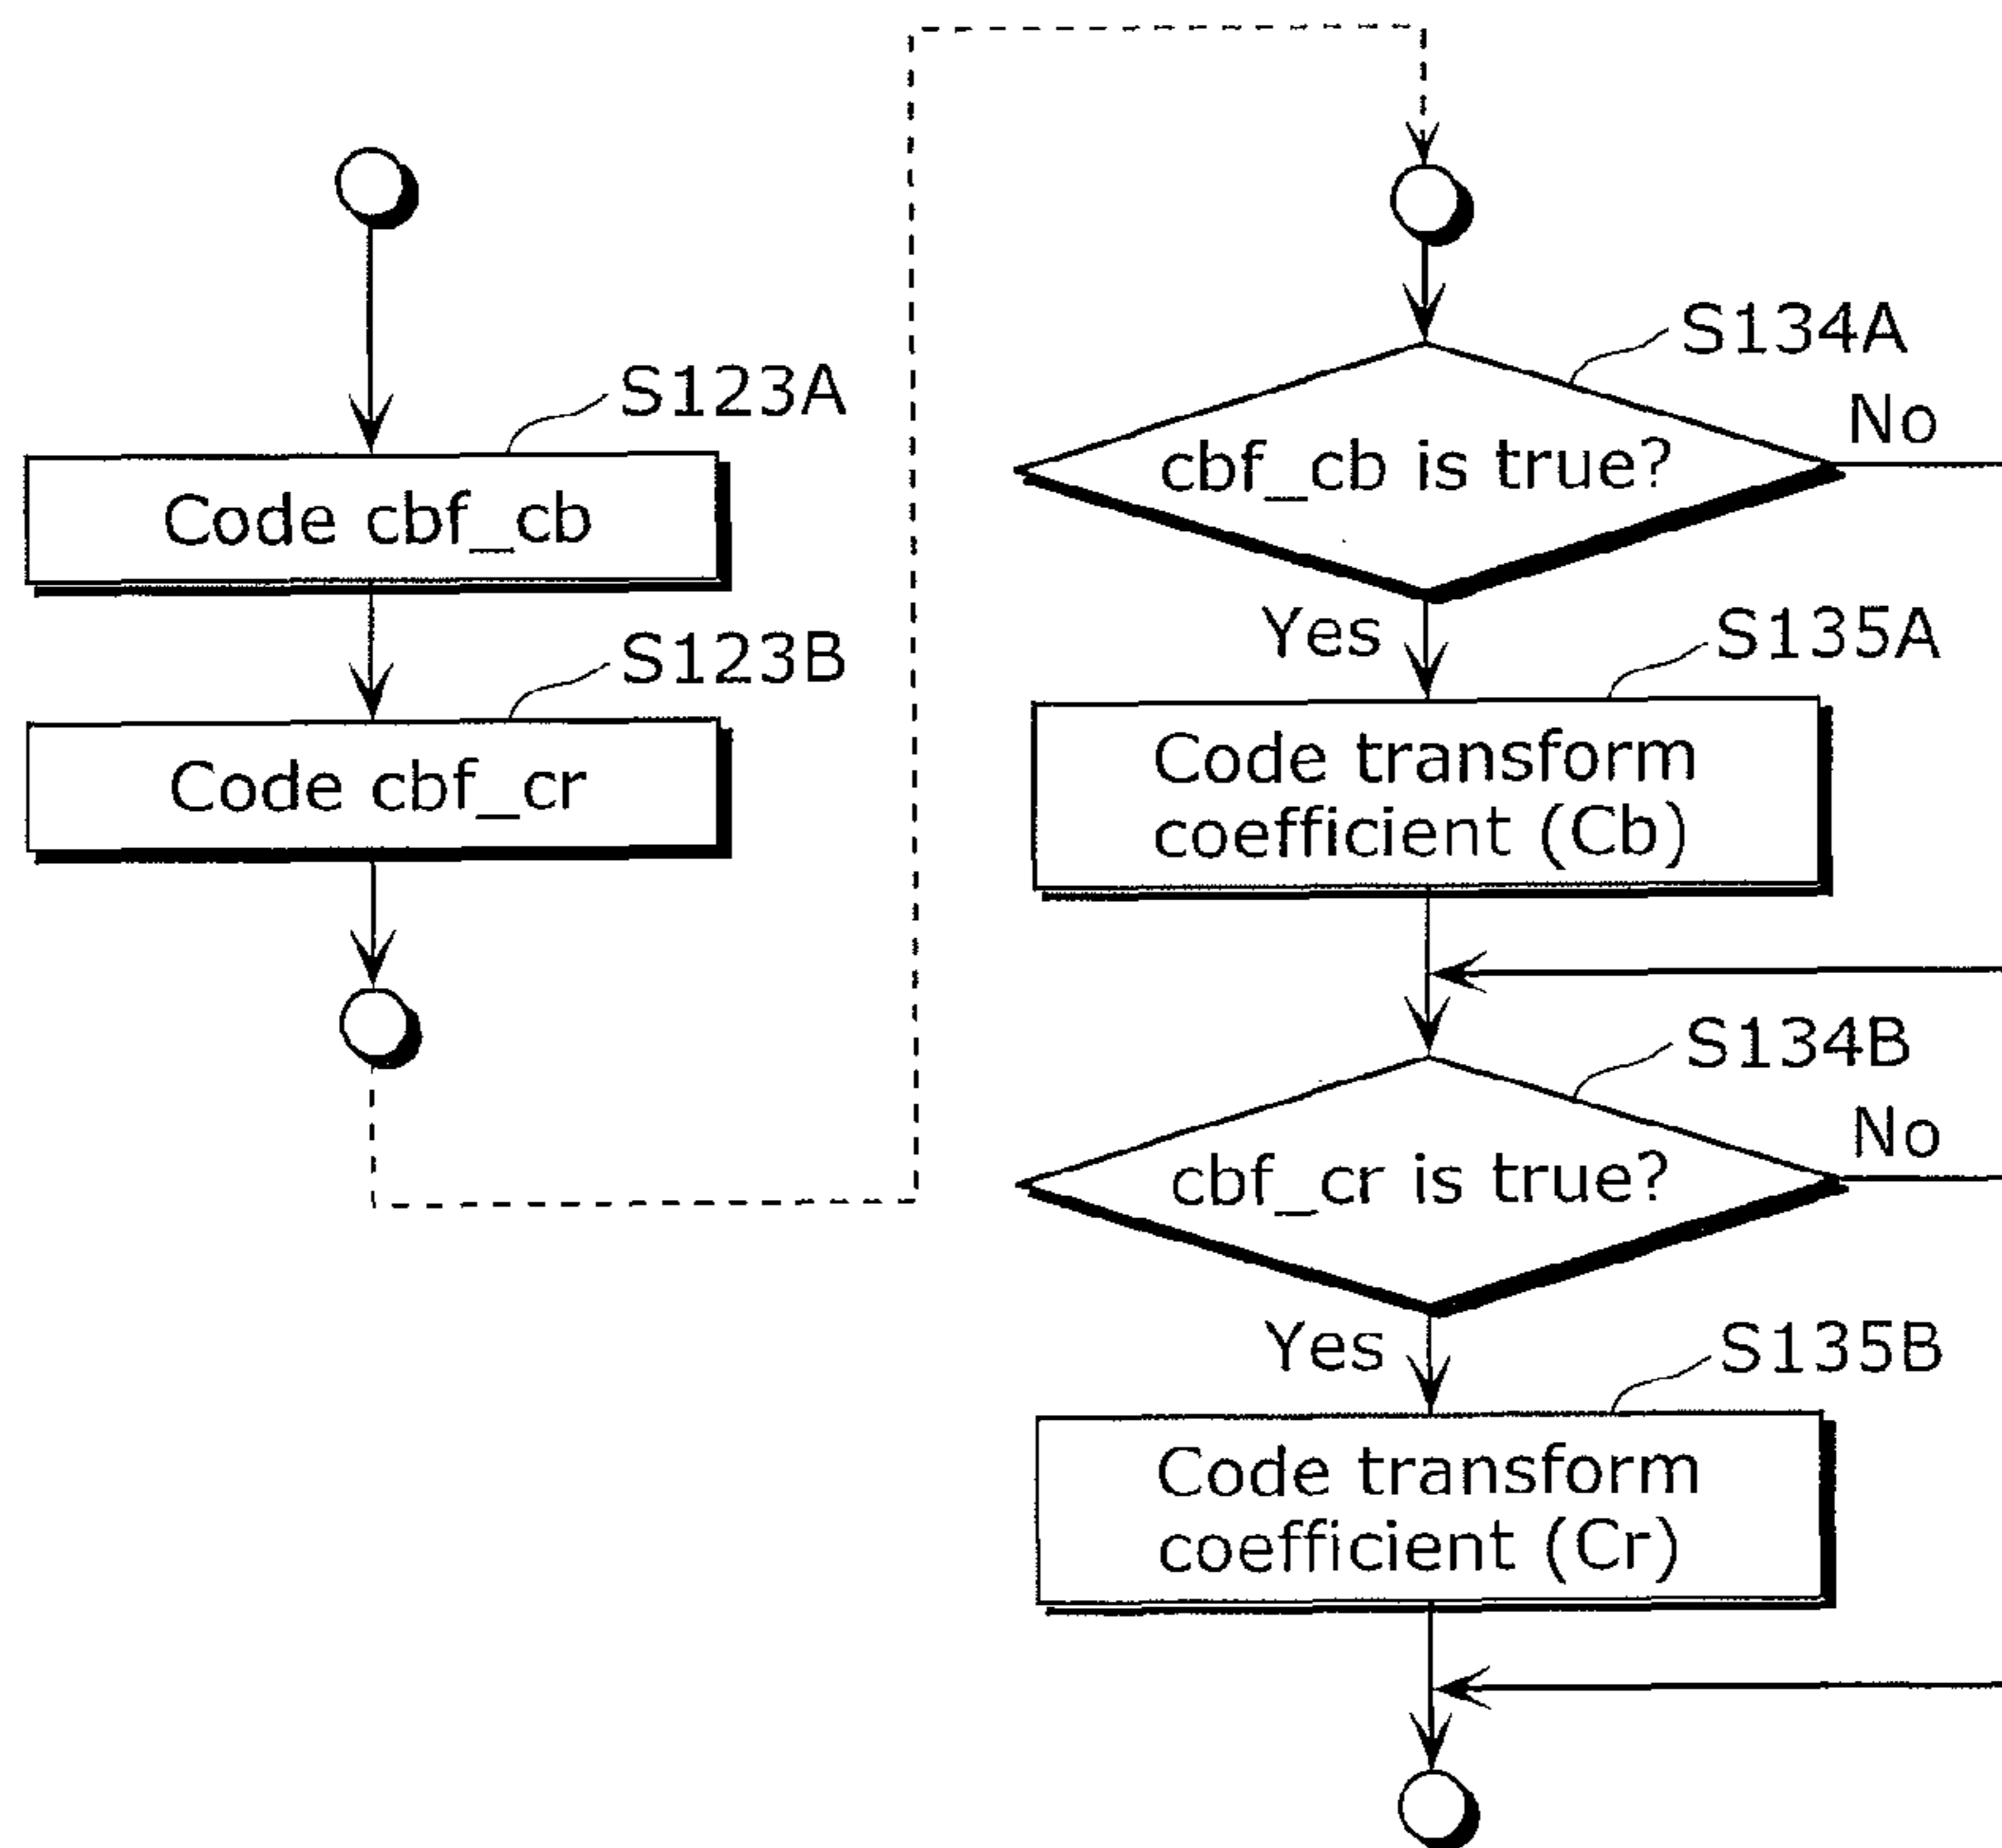 S123A
Code cbf_cb
S123B
Code cbf_cr
S134A
cbf_cb is true?
No
Yes
S135A
Code transform
coefficient (Cb)
S134B
cbf_cr is true?
No
Yes
S135B
Code transform
coefficient (Cr)